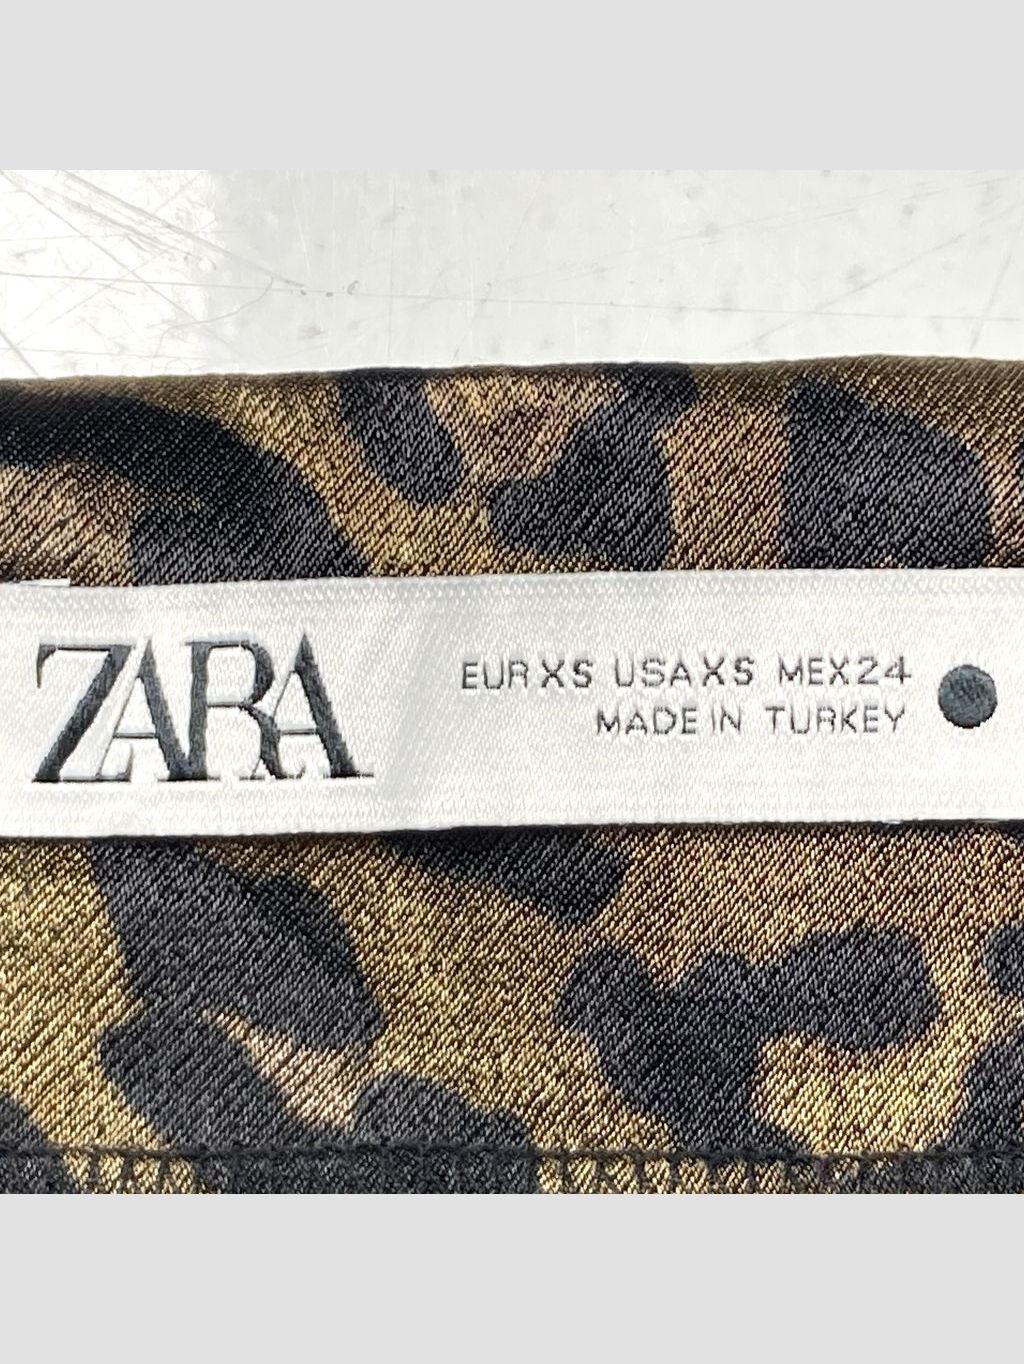 ZARA
EUR XS USA XS MEX 24
MADE IN TURKEY